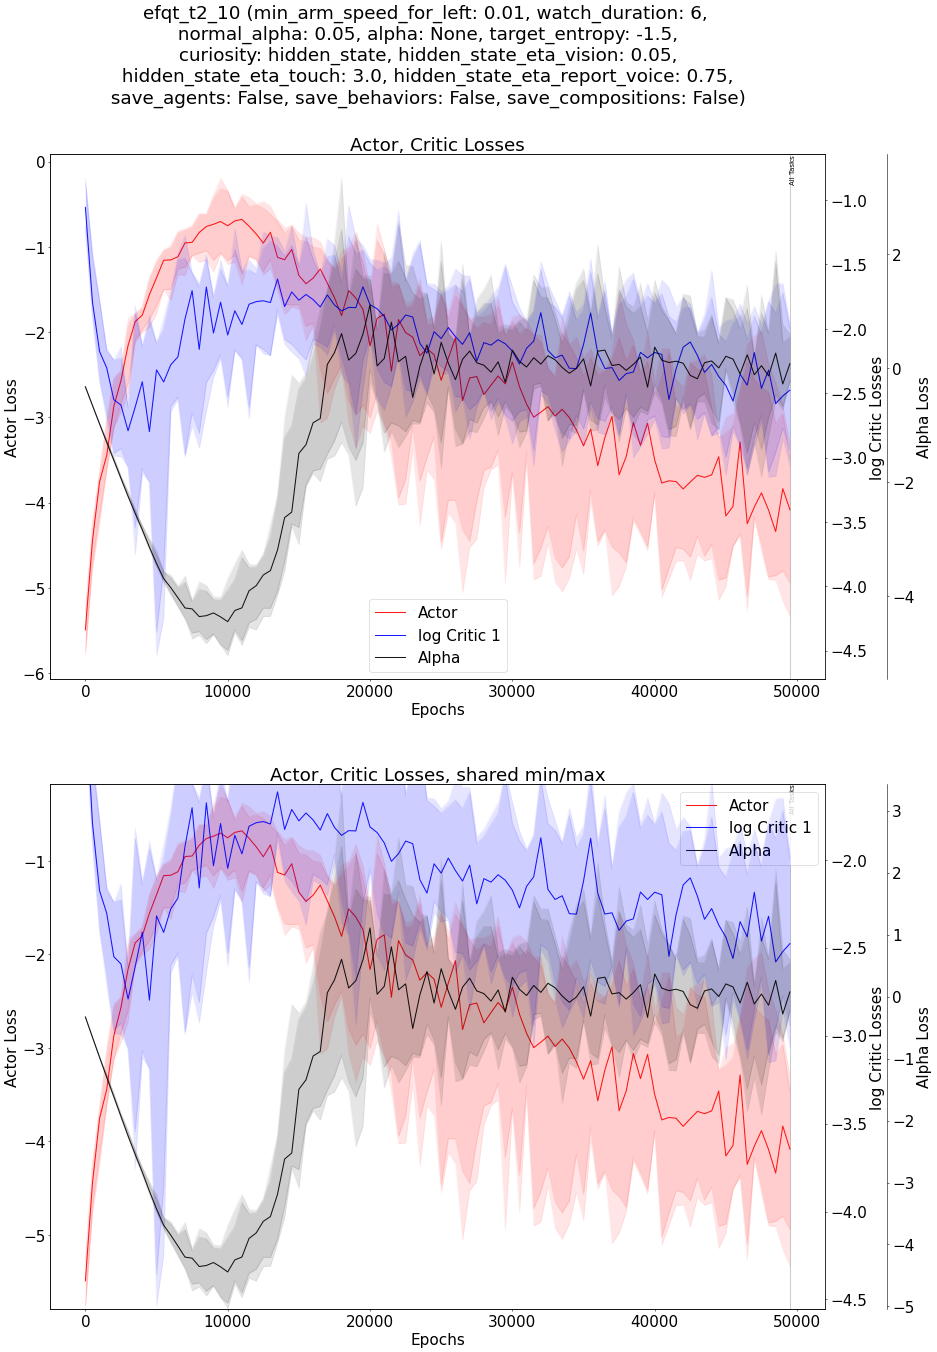 efqt_t2_10 (min_arm_speed_for_left: 0.01, watch_duration: 6,
normal_alpha: 0.05, alpha: None, target_entropy: -1.5,
curiosity: hidden_state, hidden_state_eta_vision: 0.05,
hidden_state_eta_touch: 3.0, hidden_state_eta_report_voice: 0.75,
save_agents: False, save_behaviors: False, save_compositions: False)
Actor, Critic Losses
Actor Loss
0
−1
−2
−3
−4
−5
−6
All Tasks
−1.0
−1.5
−2.0
−2.5
−3.0
−3.5
−4.0
−4.5
log Critic Losses
2
0
−2
−4
Alpha Loss
Actor
log Critic 1
Alpha
0 10000 20000 30000 40000 50000
Epochs
Actor, Critic Losses, shared min/max
Actor Loss
−1
−2
−3
−4
−5
All Tasks
Actor
log Critic 1
Alpha
−2.0
−2.5
−3.0
−3.5
−4.0
−4.5
log Critic Losses
3
2
1
0
−1
−2
−3
−4
−5
Alpha Loss
0 10000 20000 30000 40000 50000
Epochs